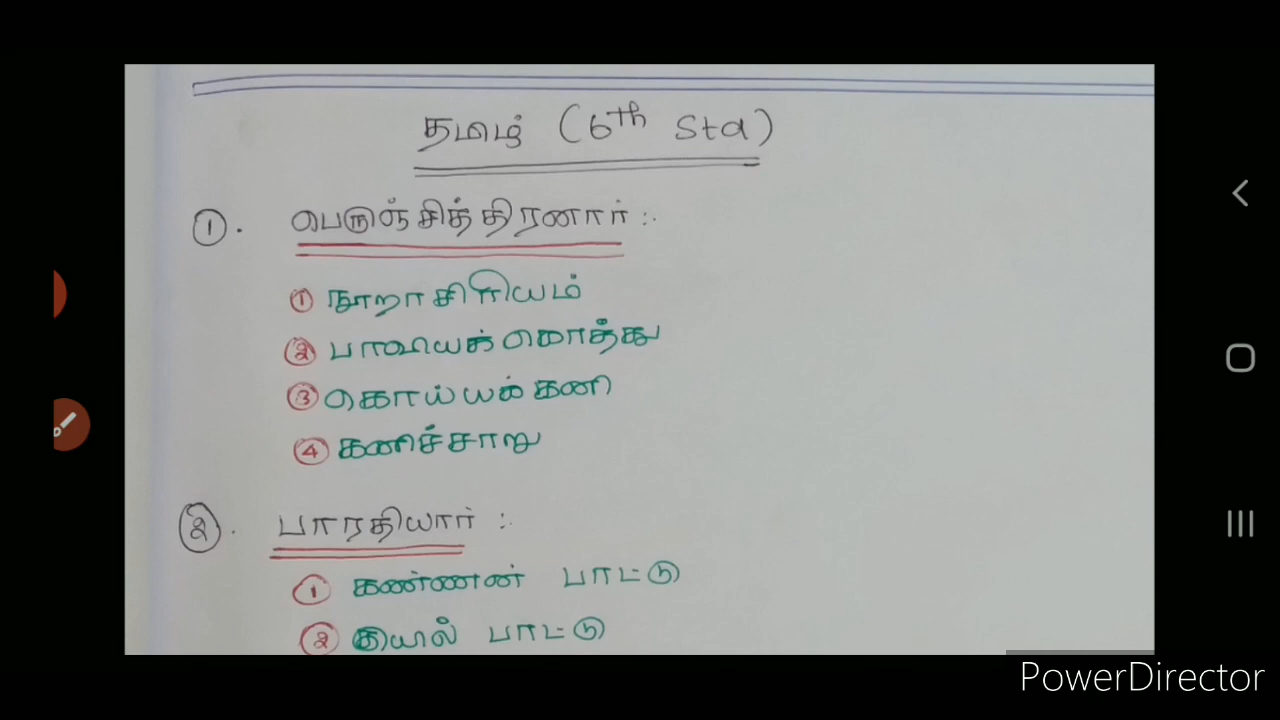 தமிழ் (6th Std)
①. பெருஞ்சித்திரனார் :-
① நூறாசிரியம்
② பாவியக் கொத்து
③ கொய்யக்கனி
④ கனிச்சாறு
②. பாரதியார் :-
① கண்ணன் பாட்டு
② குயில் பாட்டு
PowerDirector